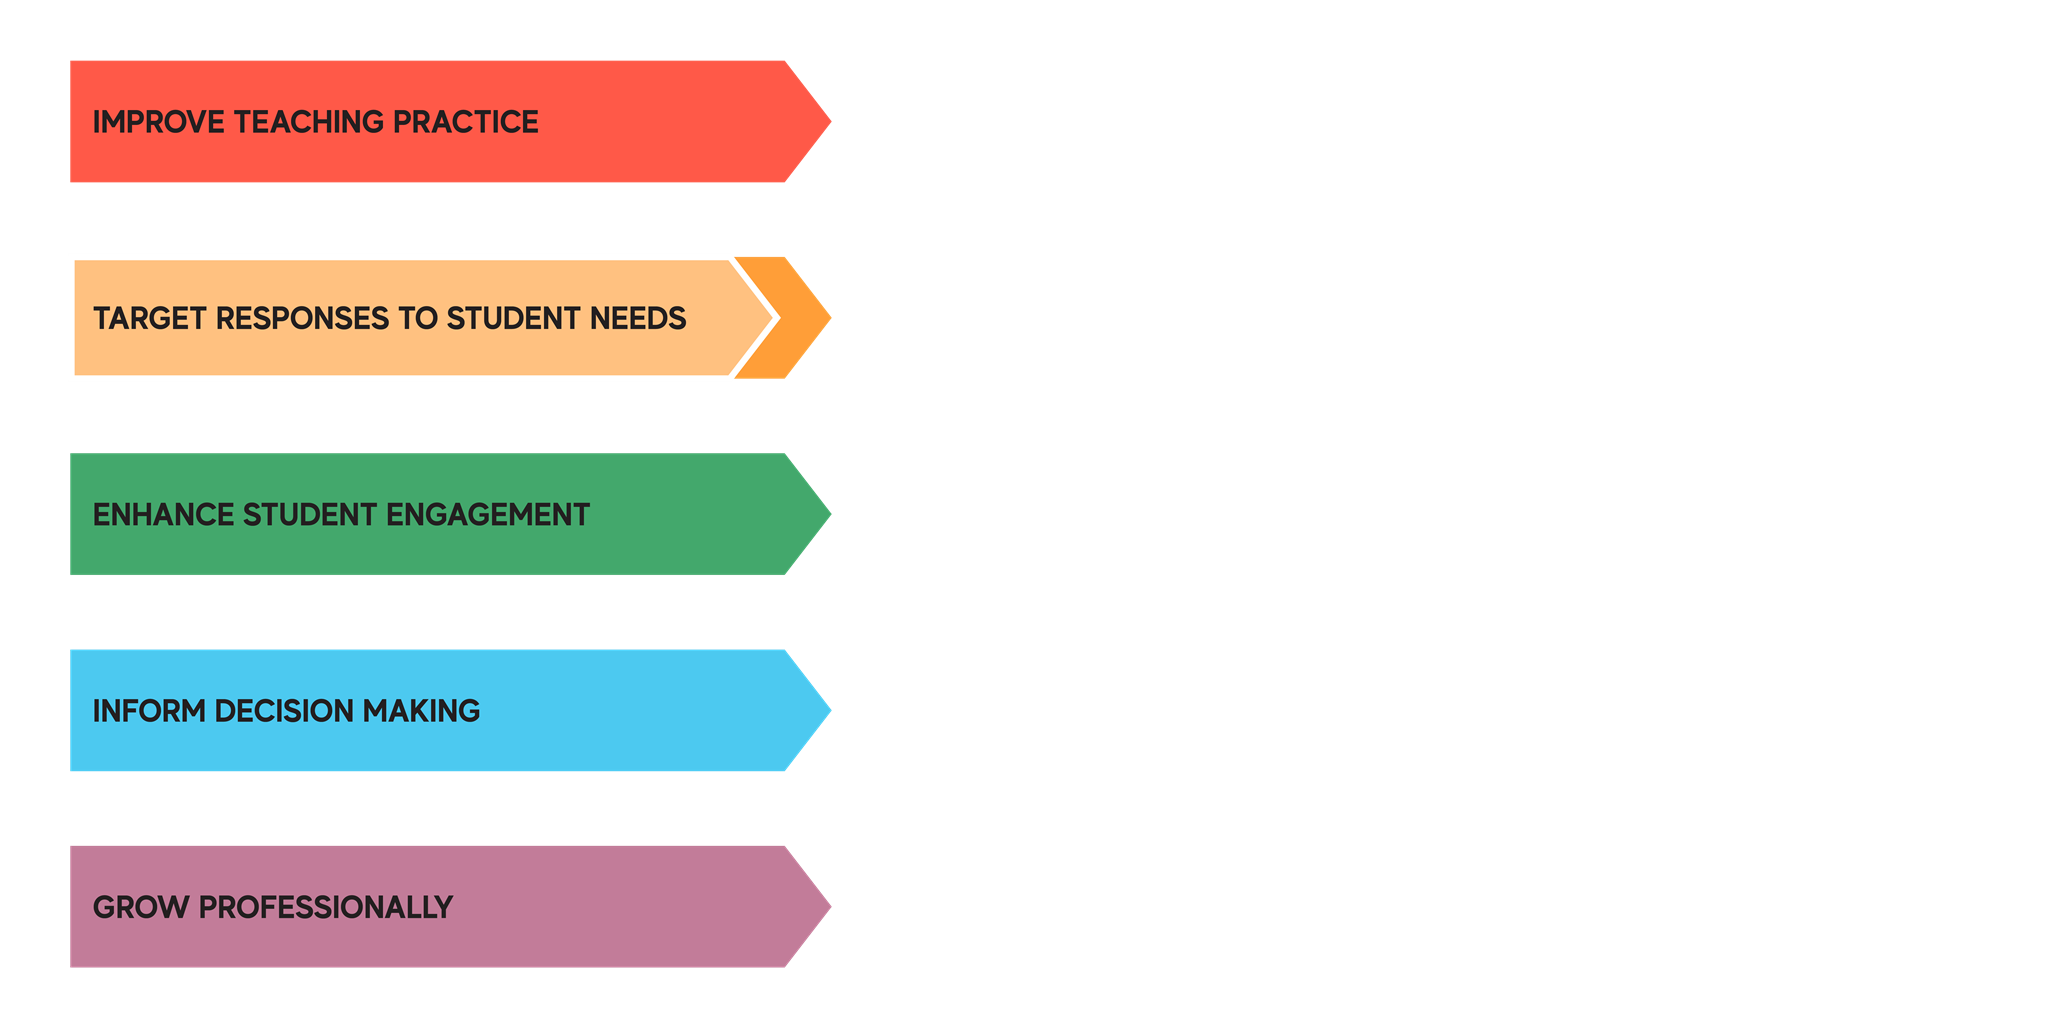 IMPROVE TEACHING PRACTICE
TARGET RESPONSES TO STUDENT NEEDS
ENHANCE STUDENT ENGAGEMENT
INFORM DECISION MAKING
GROW PROFESSIONALLY